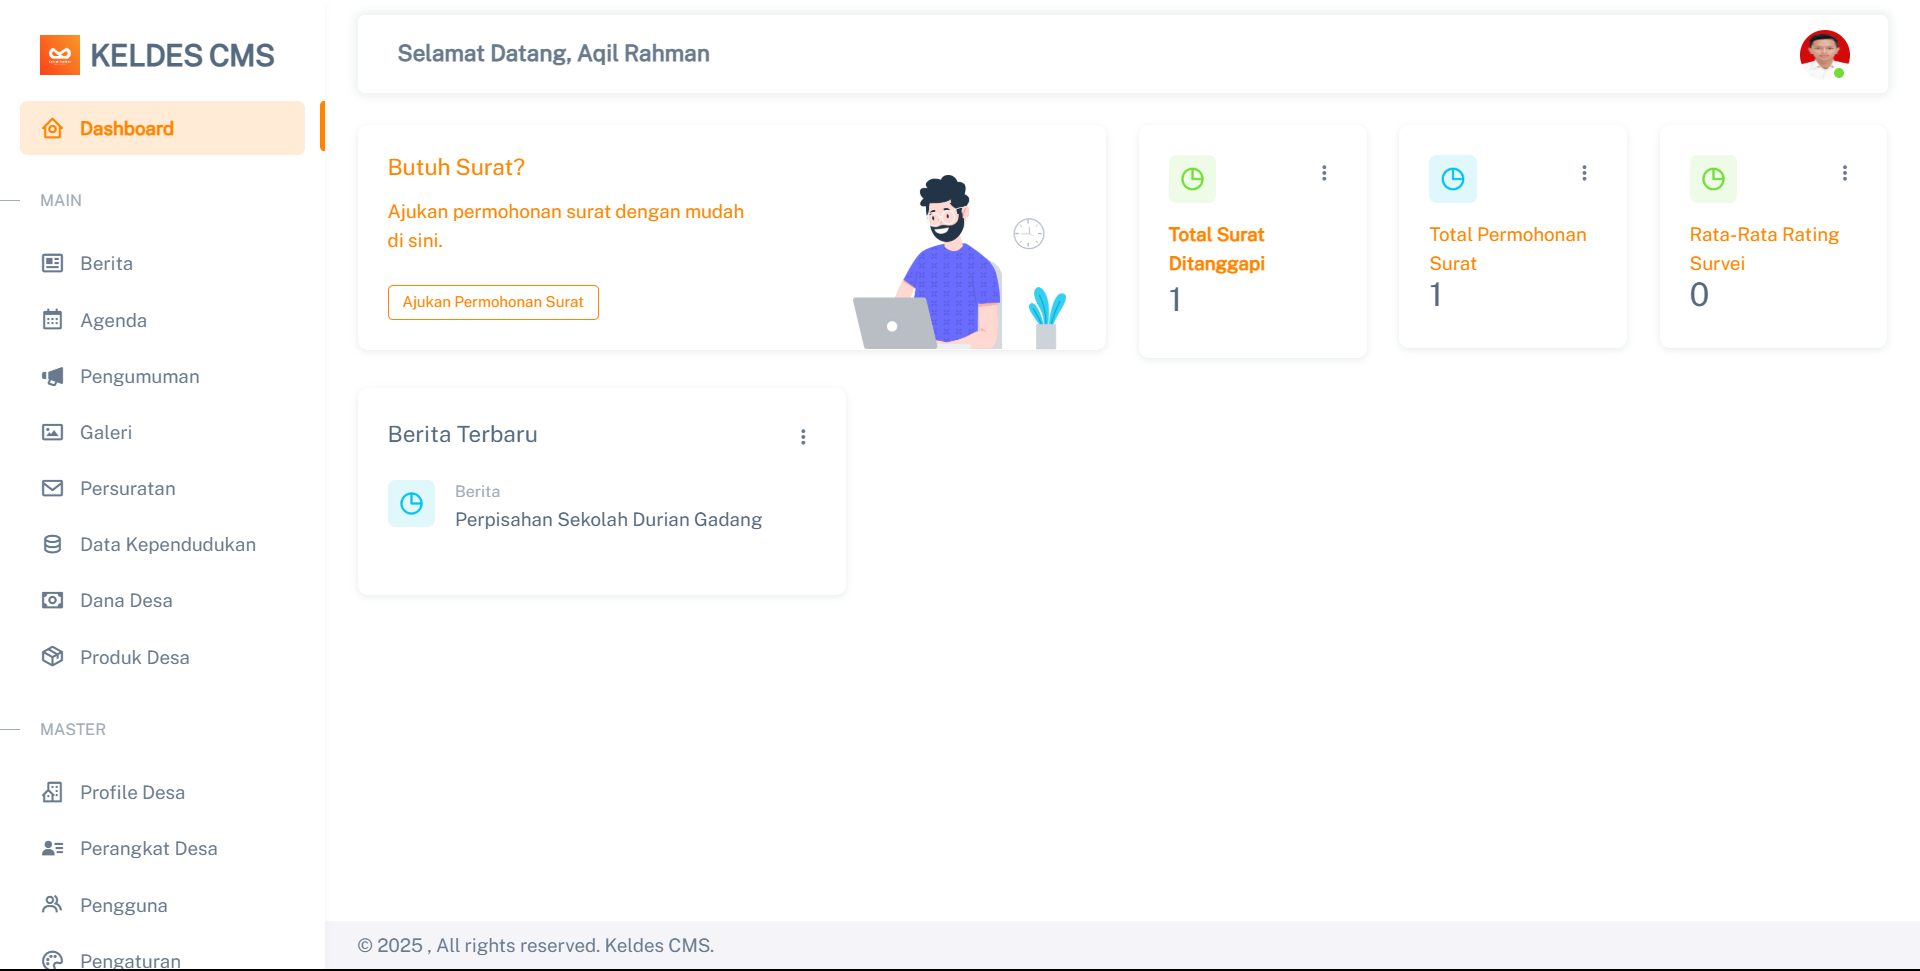 KELDES CMS
Dashboard
MAIN
Berita
Agenda
Pengumuman
Galeri
Persuratan
Data Kependudukan
Dana Desa
Produk Desa
MASTER
Profile Desa
Perangkat Desa
Pengguna
Pengaturan
Selamat Datang, Aqil Rahman
Butuh Surat?
Ajukan permohonan surat dengan mudah
di sini.
Ajukan Permohonan Surat
Total Surat
Ditanggapi
1
Total Permohonan
Surat
1
Rata-Rata Rating
Survei
0
Berita Terbaru
Berita
Perpisahan Sekolah Durian Gadang
© 2025 , All rights reserved. Keldes CMS.